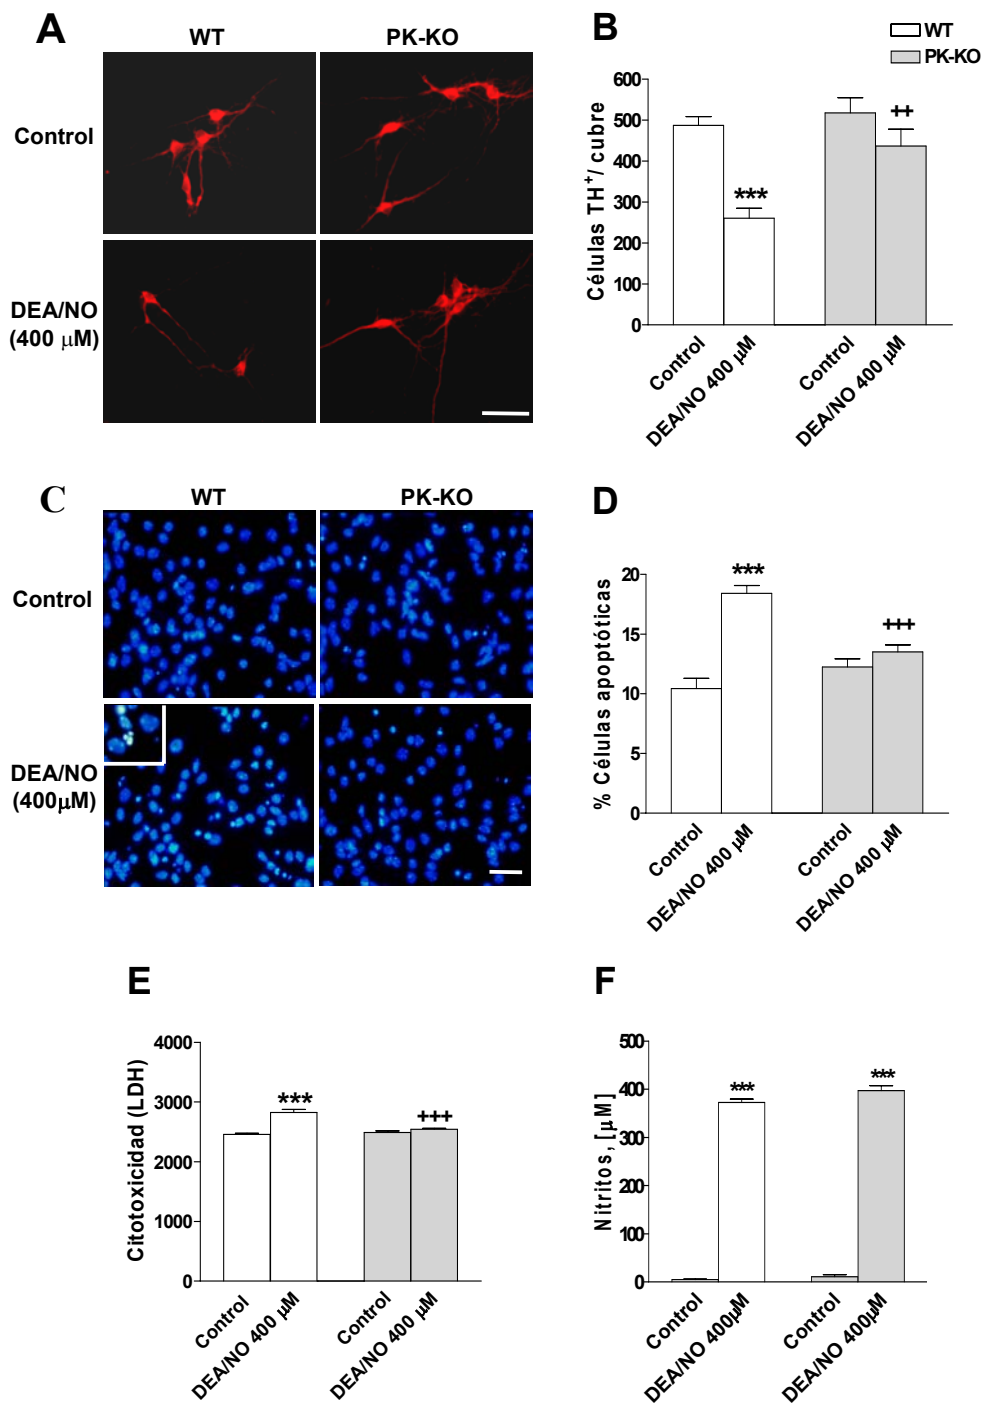 A
WT
PK-KO
Control
DEA/NO
(400 μM)
B
WT
PK-KO
Células TH+/ cubre
600
500
400
300
200
100
0
***
++
Control
DEA/NO 400 μM
Control
DEA/NO 400 μM
C
WT
PK-KO
Control
DEA/NO
(400μM)
D
% Células apoptóticas
20
15
10
5
0
***
+++
Control
DEA/NO 400 μM
Control
DEA/NO 400 μM
E
Citotoxicidad (LDH)
4000
3000
2000
1000
0
***
+++
Control
DEA/NO 400 μM
Control
DEA/NO 400 μM
F
Nitritos, [μM]
500
400
300
200
100
0
***
***
Control
DEA/NO 400μM
Control
DEA/NO 400μM